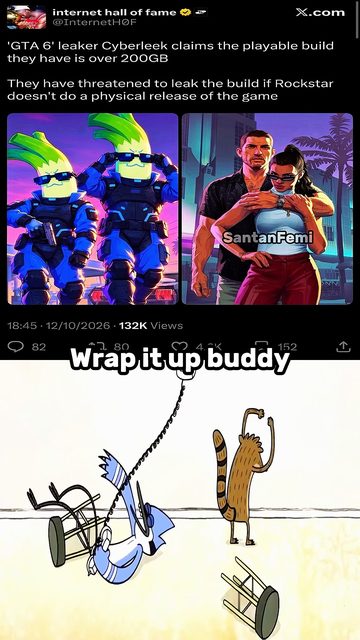 internet hall of fame
@InternetH0F
X.com
'GTA 6' leaker Cyberleek claims the playable build
they have is over 200GB
They have threatened to leak the build if Rockstar
doesn't do a physical release of the game
SantanFemi
18:45 · 12/10/2026 · 132K Views
82
80
152
Wrap it up buddy